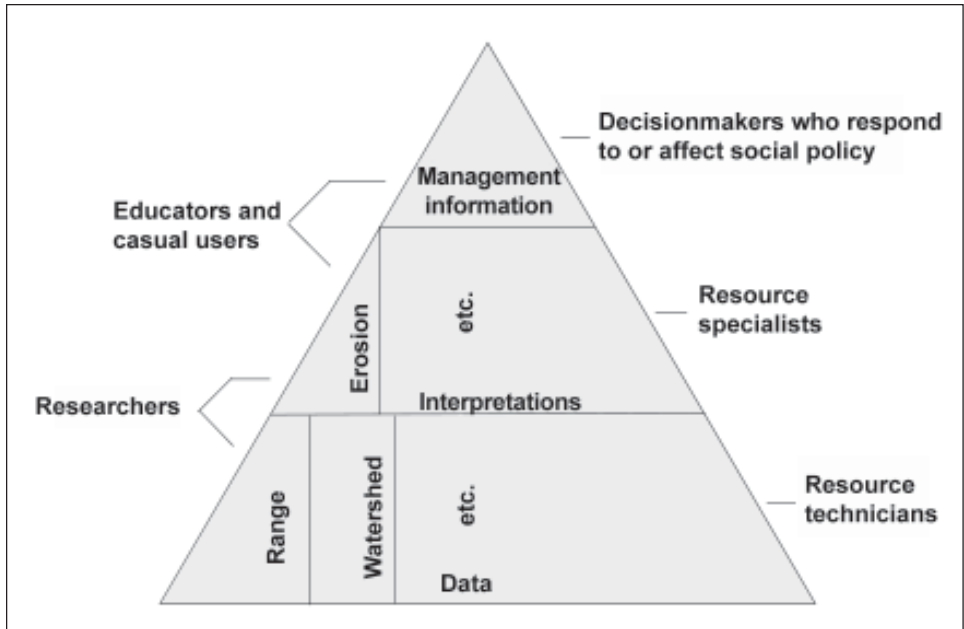 Decisionmakers who respond
to or affect social policy
Management
information
Educators and
casual users
Erosion
etc.
Resource
specialists
Interpretations
Researchers
Range
Watershed
etc.
Resource
technicians
Data